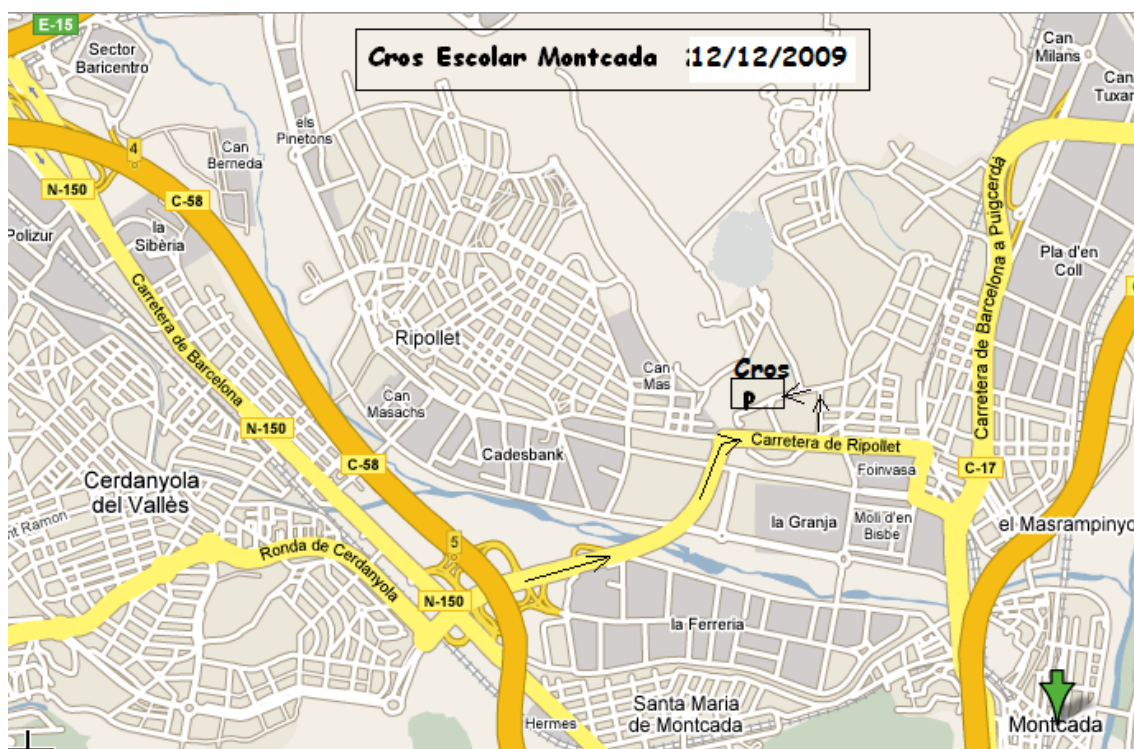 E-15
Cros Escolar Montcada 12/12/2009
Sector
Baricentro
Can
Milans
Can
Tuxar
els
Pinetons
Can
Berneda
4
N-150
C-58
Polizur
la
Sibèria
Carretera de Barcelona
Carretera de Barcelona a Puigcerdà
Pla d'en
Coll
Ripollet
Can
Mas
Cros
P
Can
Masachs
N-150
Carretera de Ripollet
Cadesbank
C-58
Foinvasa
C-17
Cerdanyola
del Vallès
nt Ramon
la Granja
Molí d'en
Bisbe
el Masrampinyo
Ronda de Cerdanyola
5
N-150
la Ferreria
Santa Maria
de Montcada
Hermes
Montcada